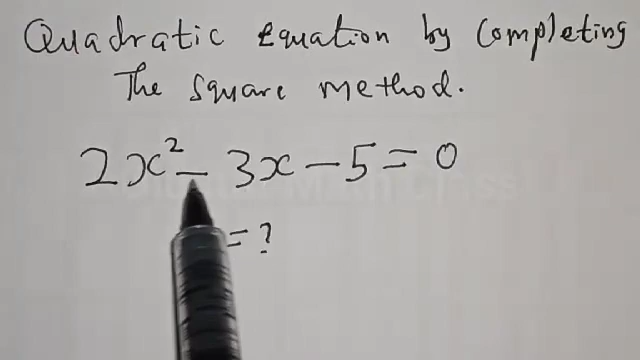 Quadratic Equation by Completing
The Square method.
2x² - 3x - 5 = 0
= ?